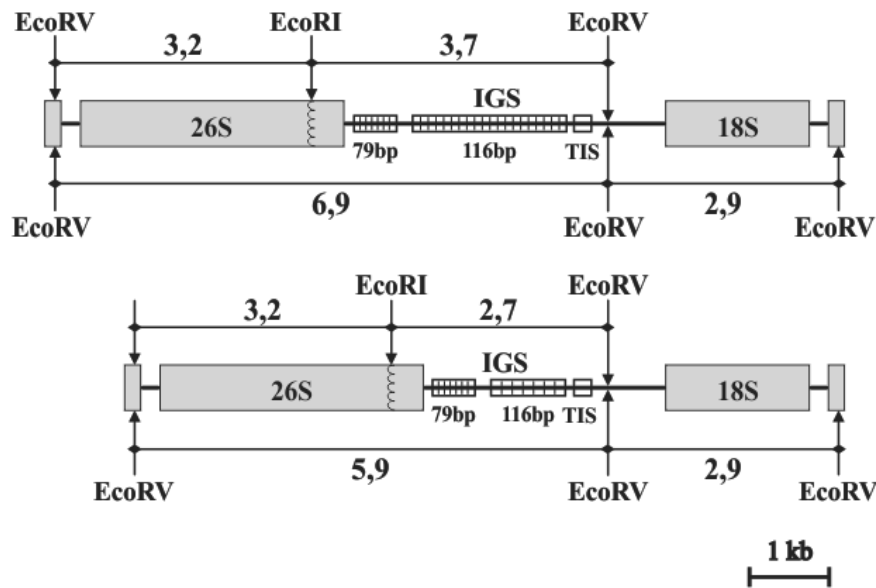 EcoRV EcoRI EcoRV
3,2 3,7
IGS
26S 18S
79bp 116bp TIS
6,9 2,9
EcoRV EcoRV EcoRV
EcoRI EcoRV
3,2 2,7
IGS
26S 18S
79bp 116bp TIS
5,9 2,9
EcoRV EcoRV EcoRV
1 kb